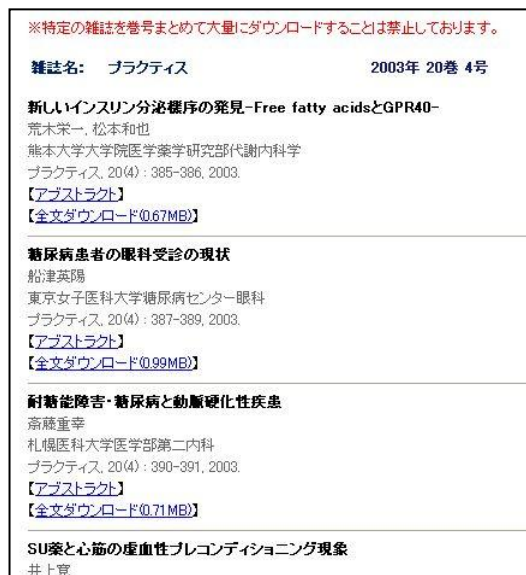 ※特定の雑誌を巻号まとめて大量にダウンロードすることは禁止しております。
雑誌名: プラクティス 2003年 20巻 4号
新しいインスリン分泌機序の発見-Free fatty acidsとGPR40-
荒木栄一, 松本和也
熊本大学大学院医学薬学研究部代謝内科学
プラクティス, 20(4) : 385-386, 2003.
【アブストラクト】
【全文ダウンロード(0.67MB)】
糖尿病患者の眼科受診の現状
船津英陽
東京女子医科大学糖尿病センター眼科
プラクティス, 20(4) : 387-389, 2003.
【アブストラクト】
【全文ダウンロード(0.99MB)】
耐糖能障害・糖尿病と動脈硬化性疾患
斎藤重幸
札幌医科大学医学部第二内科
プラクティス, 20(4) : 390-391, 2003.
【アブストラクト】
【全文ダウンロード(0.71MB)】
SU薬と心筋の虚血性プレコンディショニング現象
井上寛